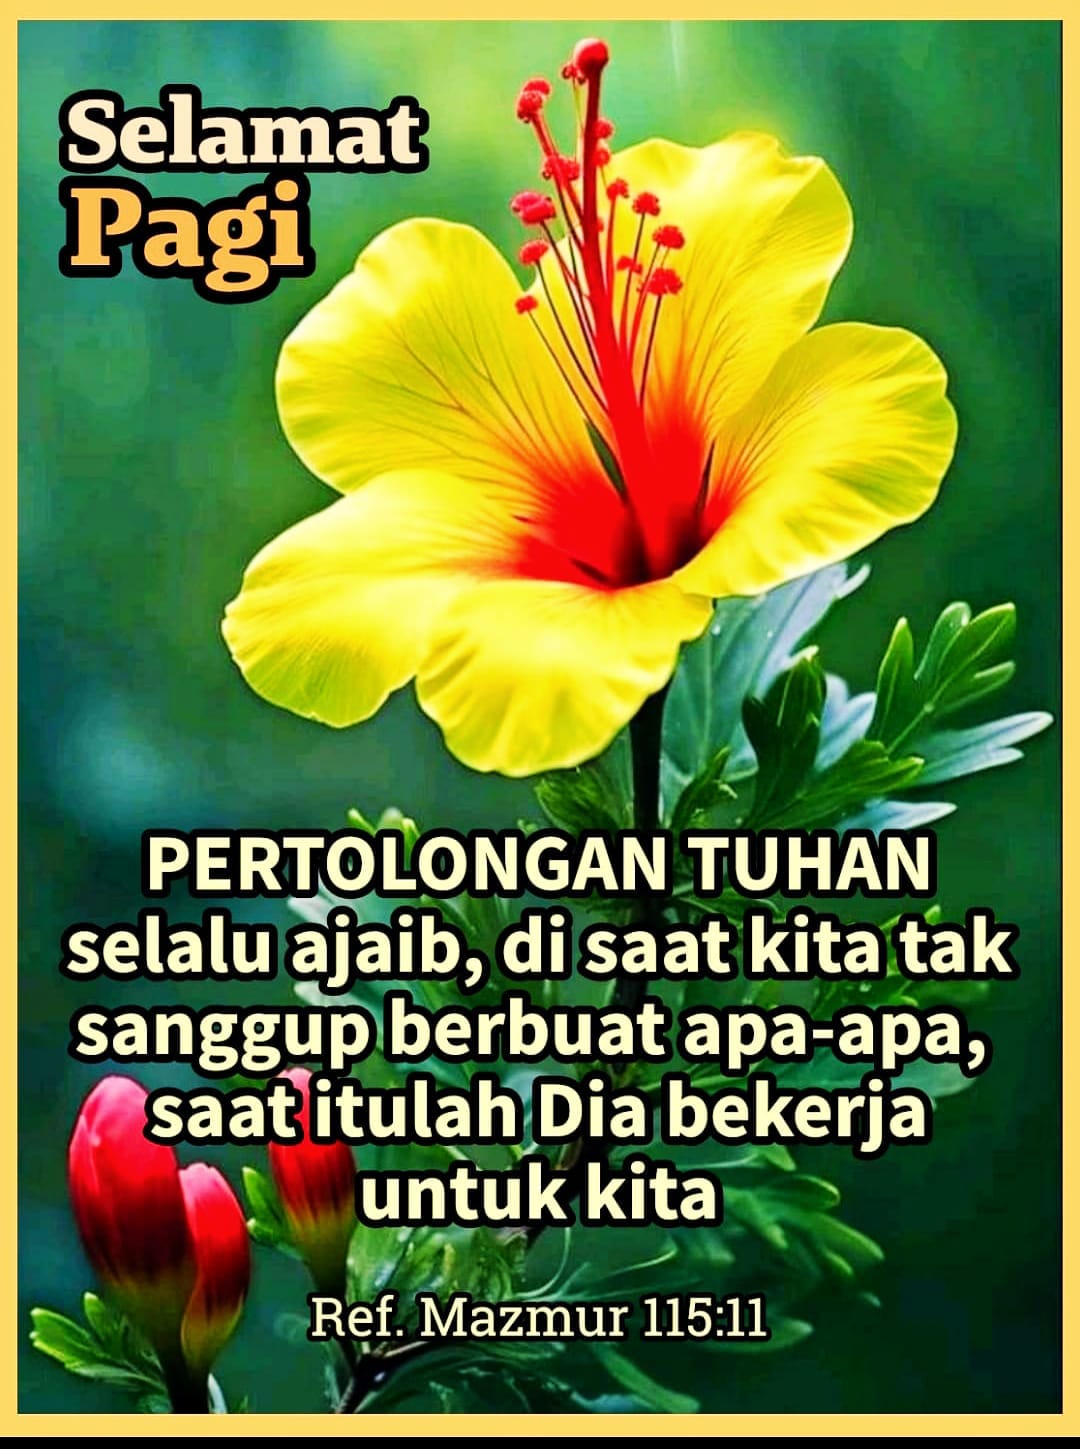 Selamat
Pagi
PERTOLONGAN TUHAN
selalu ajaib, di saat kita tak
sanggup berbuat apa-apa,
saat itulah Dia bekerja
untuk kita
Ref. Mazmur 115:11